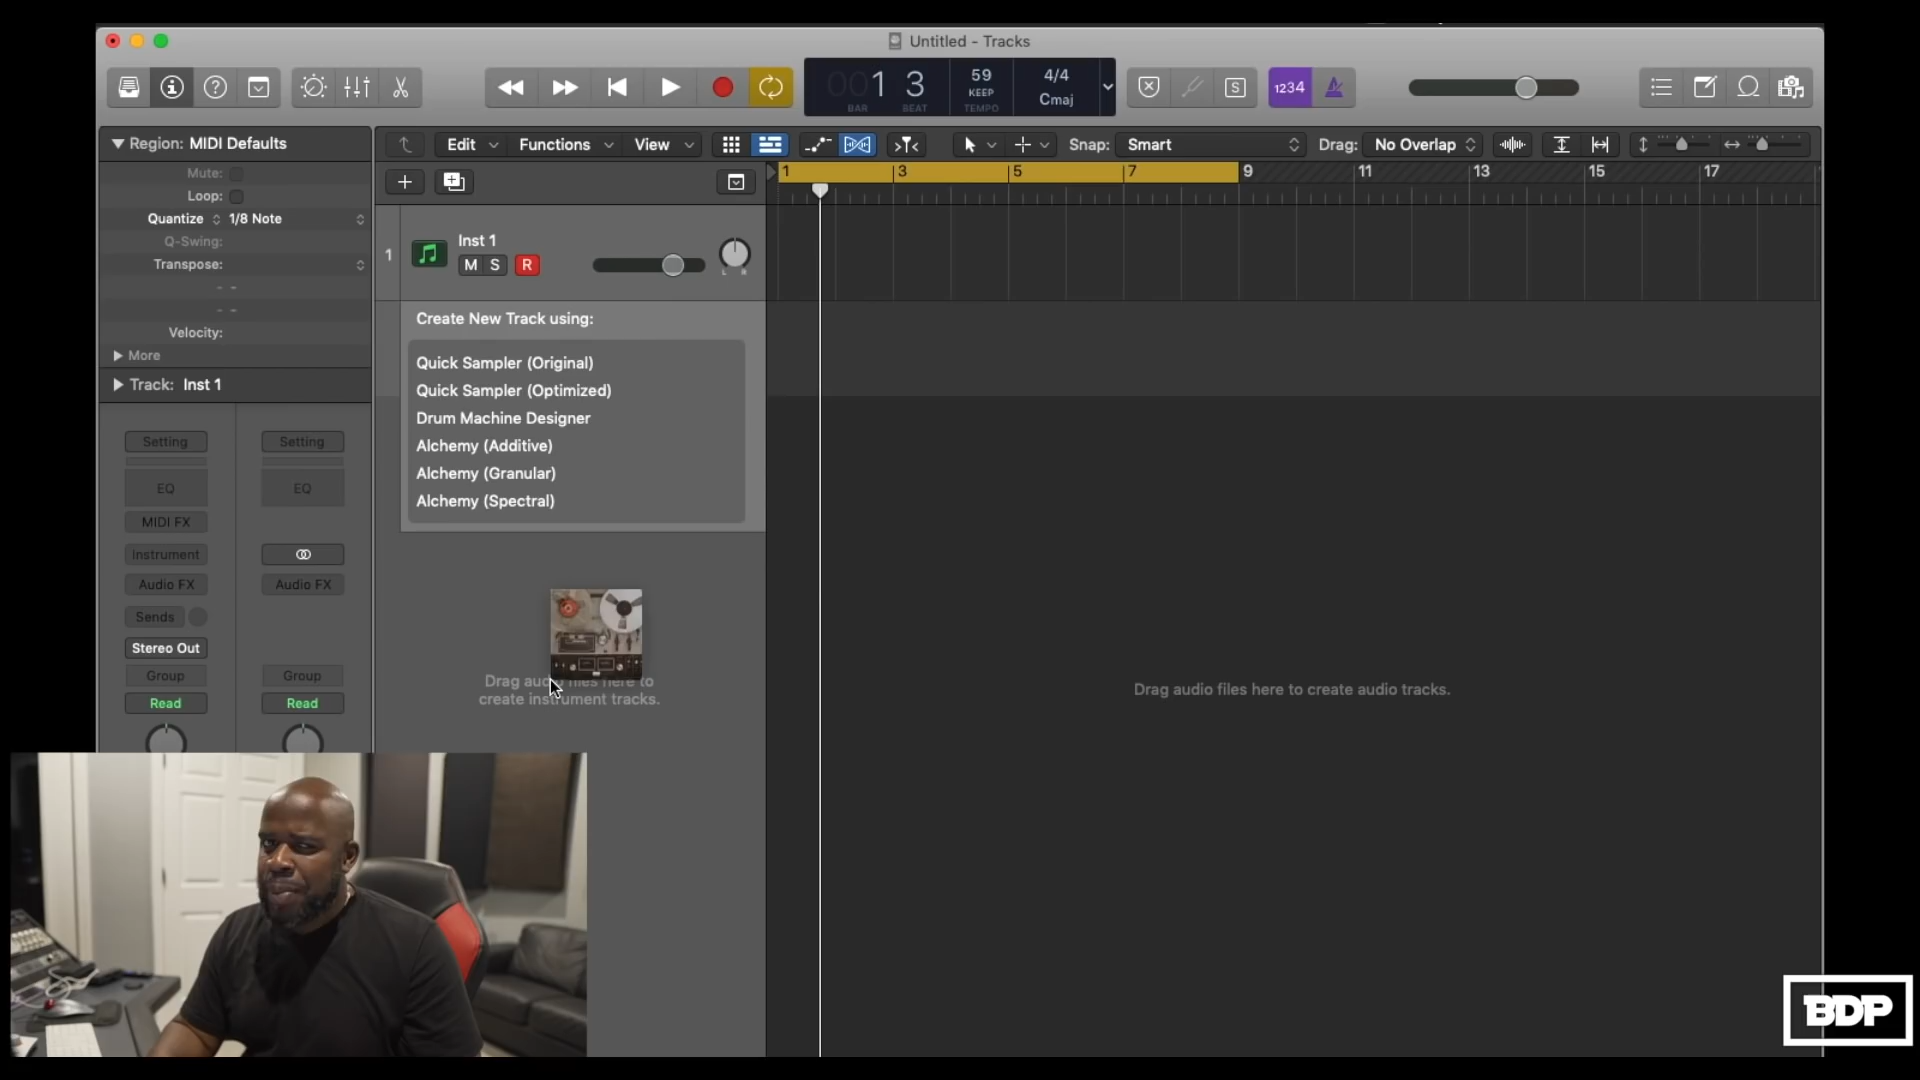 Untitled - Tracks
1 3
BAR BEAT
59
KEEP
TEMPO
4/4
Cmaj
S
1234
Region: MIDI Defaults
Mute:
Loop:
Quantize 1/8 Note
Q-Swing:
Transpose:
Velocity:
More
Track: Inst 1
Setting Setting
EQ EQ
MIDI FX
Instrument
Audio FX Audio FX
Sends
Stereo Out
Group Group
Read Read
Edit Functions View Snap: Smart Drag: No Overlap
1 3 5 7 9 11 13 15 17
1
Inst 1
M S R
L R
Create New Track using:
Quick Sampler (Original)
Quick Sampler (Optimized)
Drum Machine Designer
Alchemy (Additive)
Alchemy (Granular)
Alchemy (Spectral)
Drag audio files here to
create instrument tracks.
Drag audio files here to create audio tracks.
BDP